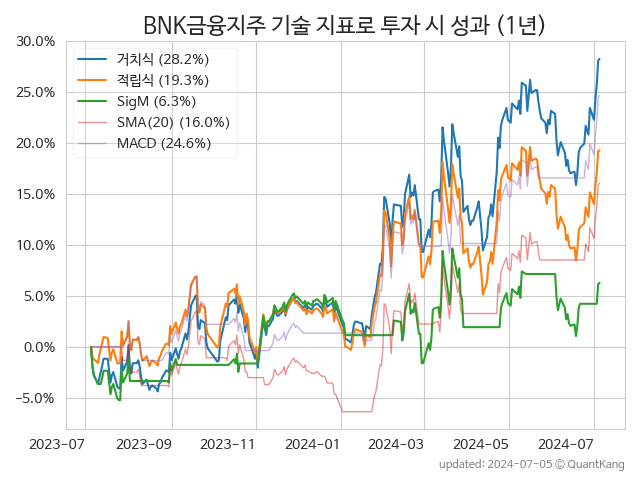 BNK금융지주 기술 지표로 투자 시 성과 (1년)
30.0%
25.0%
20.0%
15.0%
10.0%
5.0%
0.0%
−5.0%
거치식 (28.2%)
적립식 (19.3%)
SigM (6.3%)
SMA(20) (16.0%)
MACD (24.6%)
2023-07 2023-09 2023-11 2024-01 2024-03 2024-05 2024-07
updated: 2024-07-05 © QuantKang